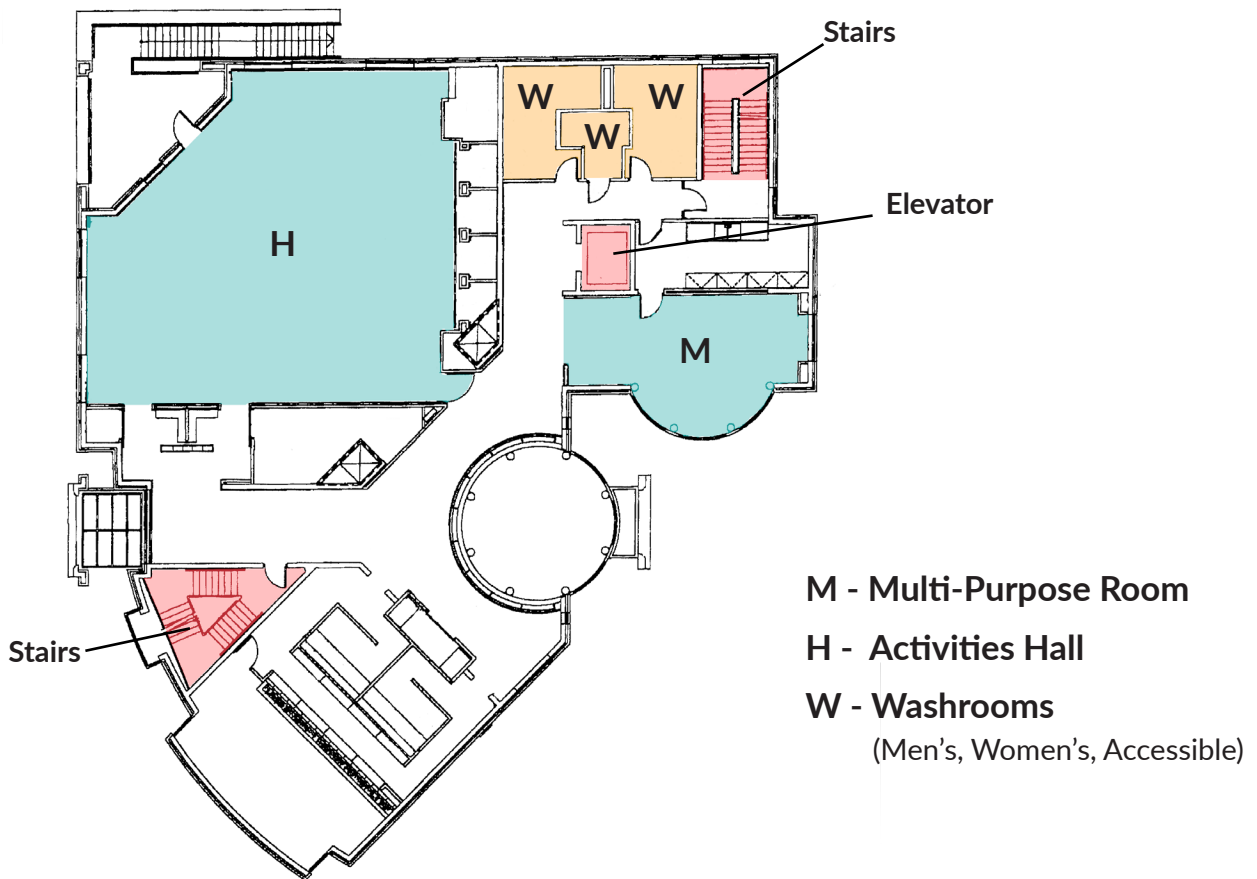 Stairs
W
W
W
Elevator
H
M
M - Multi-Purpose Room
H - Activities Hall
W - Washrooms
(Men’s, Women’s, Accessible)
Stairs